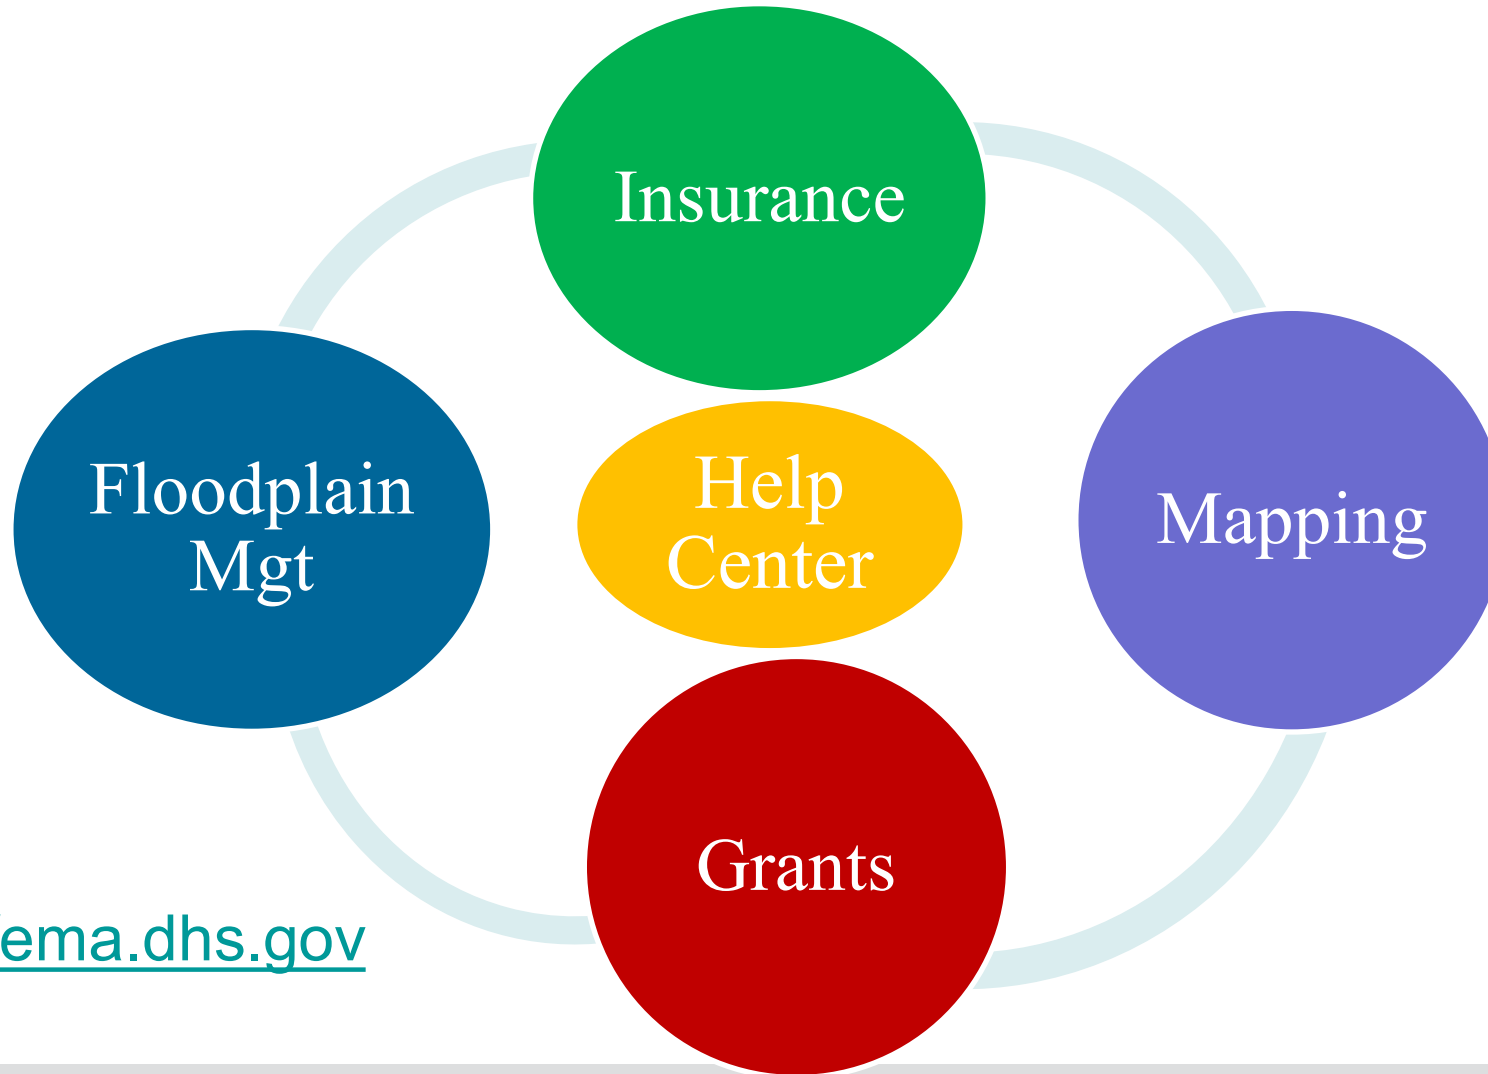 Insurance
Floodplain
Mgt
Help
Center
Mapping
Grants
ema.dhs.gov